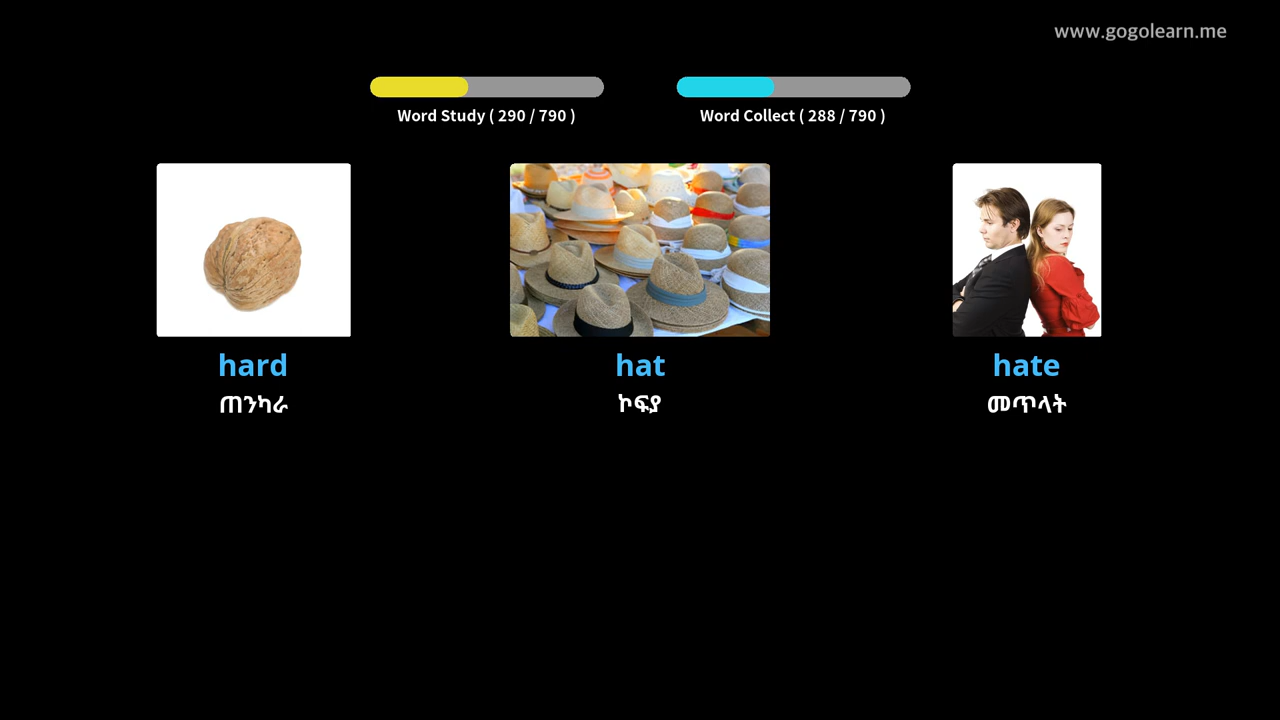 www.gogolearn.me
Word Study ( 290 / 790 )
Word Collect ( 288 / 790 )
hard
ጠንካራ
hat
ኮፍያ
hate
መጥላት